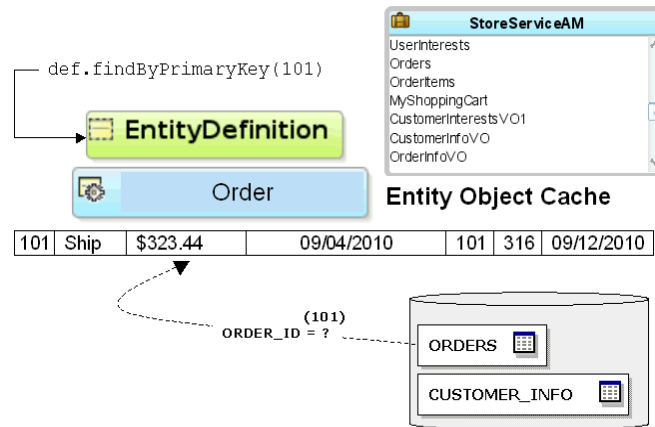 StoreServiceAM
UserInterests
Orders
OrderItems
MyShoppingCart
CustomerInterestsVO1
CustomerInfoVO
OrderInfoVO
def.findByPrimaryKey(101)
EntityDefinition
Order
Entity Object Cache
101 Ship $323.44 09/04/2010 101 316 09/12/2010
(101)
ORDER_ID = ?
ORDERS
CUSTOMER_INFO